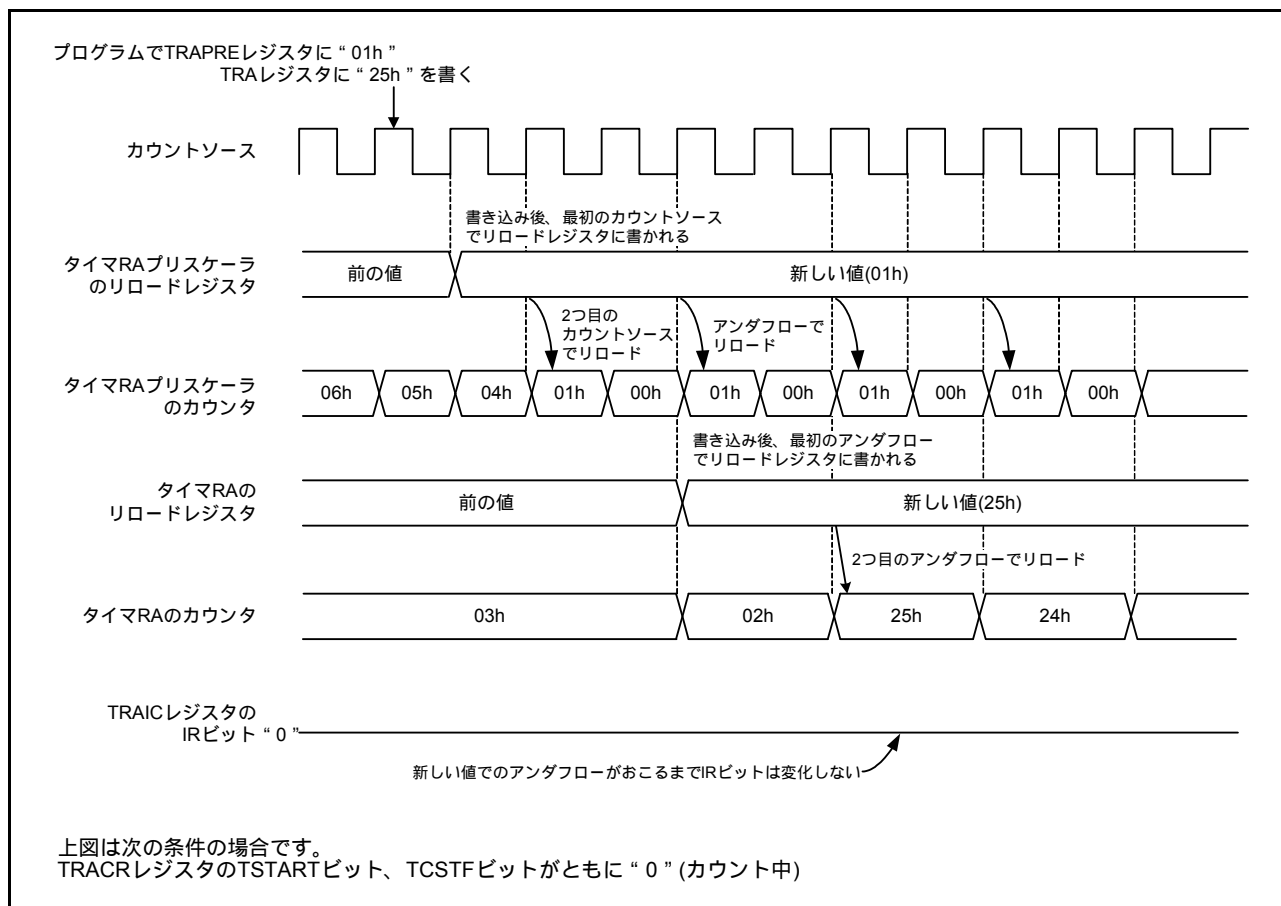 プログラムでTRAPREレジスタに“01h”
TRAレジスタに“25h”を書く
カウントソース
書き込み後、最初のカウントソース
でリロードレジスタに書かれる
タイマRAプリスケーラ
のリロードレジスタ
前の値
新しい値(01h)
2つ目の
カウントソース
でリロード
アンダフローで
リロード
タイマRAプリスケーラ
のカウンタ
06h 05h 04h 01h 00h 01h 00h 01h 00h 01h 00h
書き込み後、最初のアンダフロー
でリロードレジスタに書かれる
タイマRAの
リロードレジスタ
前の値
新しい値(25h)
2つ目のアンダフローでリロード
タイマRAのカウンタ
03h 02h 25h 24h
TRAICレジスタの
IRビット“0”
新しい値でのアンダフローがおこるまでIRビットは変化しない
上図は次の条件の場合です。
TRACRレジスタのTSTARTビット、TCSTFビットがともに“0”(カウント中)